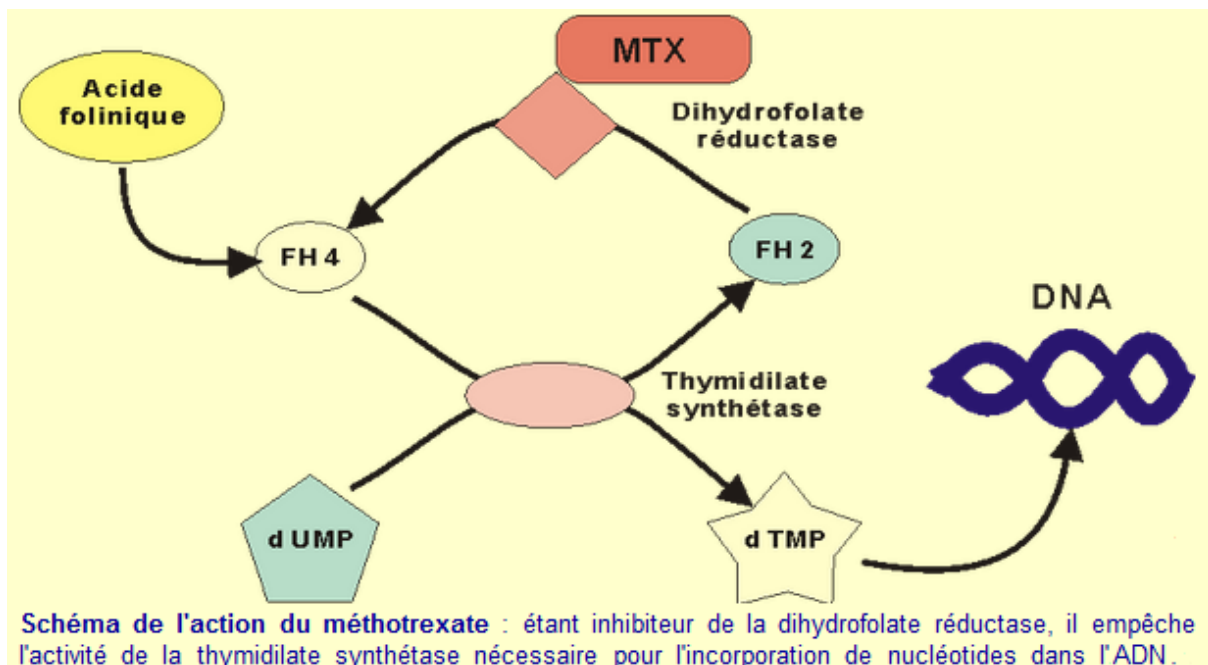 MTX
Acide
folinique
Dihydrofolate
réductase
FH 4
FH 2
DNA
Thymidilate
synthétase
d UMP
d TMP
Schéma de l'action du méthotrexate : étant inhibiteur de la dihydrofolate réductase, il empêche
l'activité de la thymidilate synthétase nécessaire pour l'incorporation de nucléotides dans l'ADN.